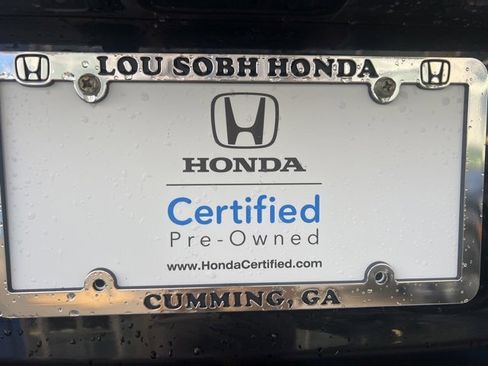 LOU SOBH HONDA
HONDA
Certified
Pre-Owned
www.HondaCertified.com
CUMMING, GA